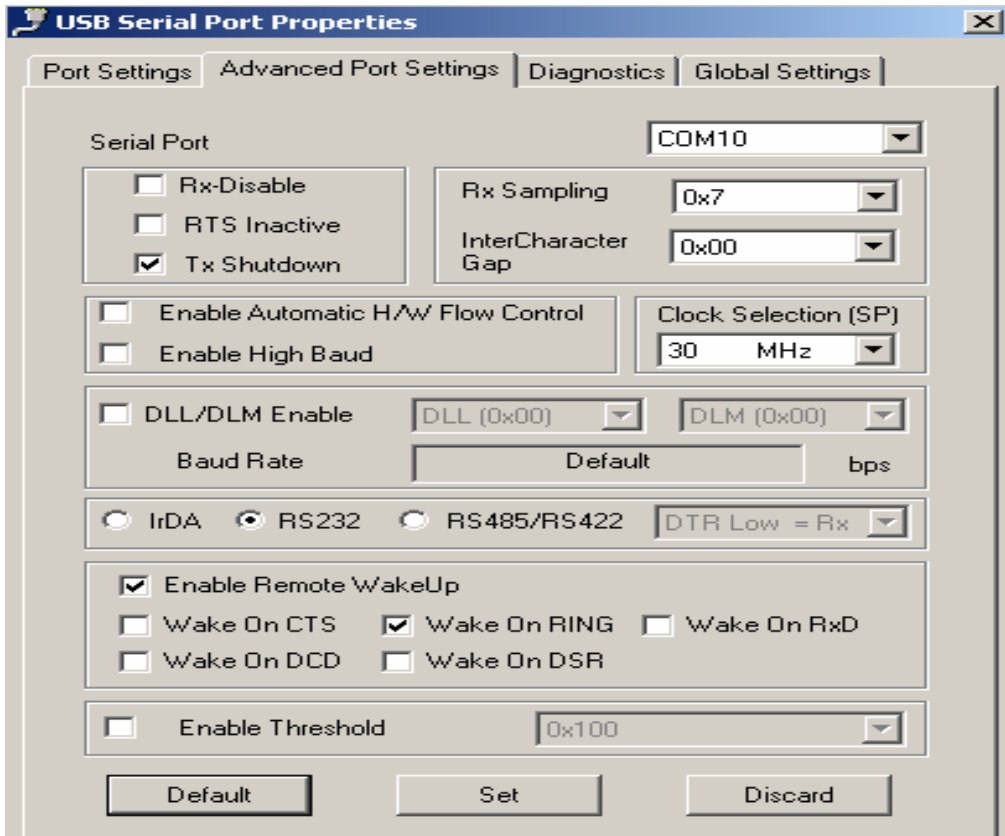 USB Serial Port Properties
Port Settings Advanced Port Settings Diagnostics Global Settings
Serial Port COM10
Rx-Disable
RTS Inactive
Tx Shutdown
Rx Sampling 0x7
InterCharacter Gap 0x00
Enable Automatic H/W Flow Control
Enable High Baud
Clock Selection (SP)
30 MHz
DLL/DLM Enable DLL (0x00) DLM (0x00)
Baud Rate Default bps
IrDA RS232 RS485/RS422 DTR Low = Rx
Enable Remote WakeUp
Wake On CTS Wake On RING Wake On RxD
Wake On DCD Wake On DSR
Enable Threshold 0x100
Default Set Discard